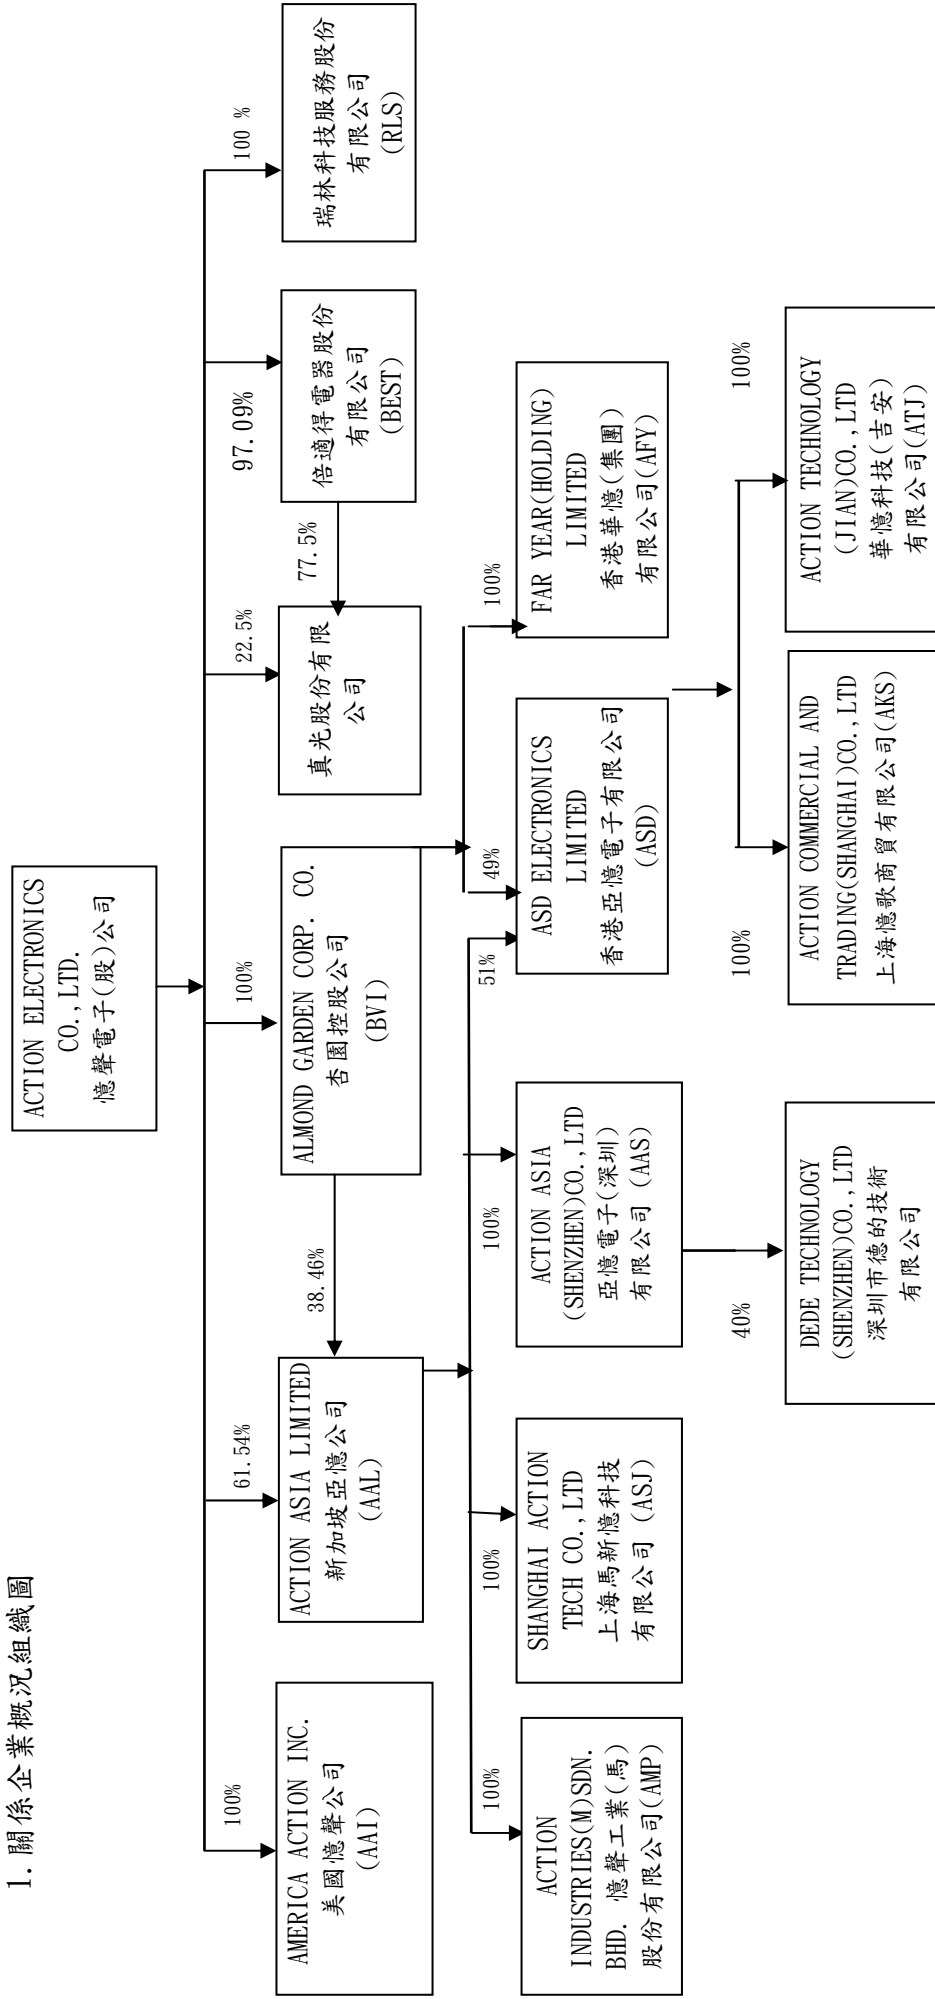 1.關係企業概況組織圖
ACTION ELECTRONICS
CO.,LTD.
憶聲電子(股)公司
100%
61.54%
100%
22.5%
97.09%
100 %
AMERICA ACTION INC.
美國憶聲公司
(AAI)
ACTION ASIA LIMITED
新加坡亞憶公司
(AAL)
38.46%
ALMOND GARDEN CORP. CO.
杏園控股公司
(BVI)
真光股份有限
公司
77.5%
倍適得電器股份
有限公司
(BEST)
瑞林科技服務股份
有限公司
(RLS)
100%
100%
100%
51%
49%
100%
ACTION
INDUSTRIES(M)SDN.
BHD. 憶聲工業(馬)
股份有限公司(AMP)
SHANGHAI ACTION
TECH CO.,LTD
上海馬新憶科技
有限公司 (ASJ)
ACTION ASIA
(SHENZHEN)CO.,LTD
亞憶電子(深圳)
有限公司 (AAS)
ASD ELECTRONICS
LIMITED
香港亞憶電子有限公司
(ASD)
FAR YEAR(HOLDING)
LIMITED
香港華憶(集團)
有限公司(AFY)
40%
100%
100%
DEDE TECHNOLOGY
(SHENZHEN)CO.,LTD
深圳市德的技術
有限公司
ACTION COMMERCIAL AND
TRADING(SHANGHAI)CO.,LTD
上海憶歌商貿有限公司(AKS)
ACTION TECHNOLOGY
(JIAN)CO.,LTD
華憶科技(吉安)
有限公司(ATJ)